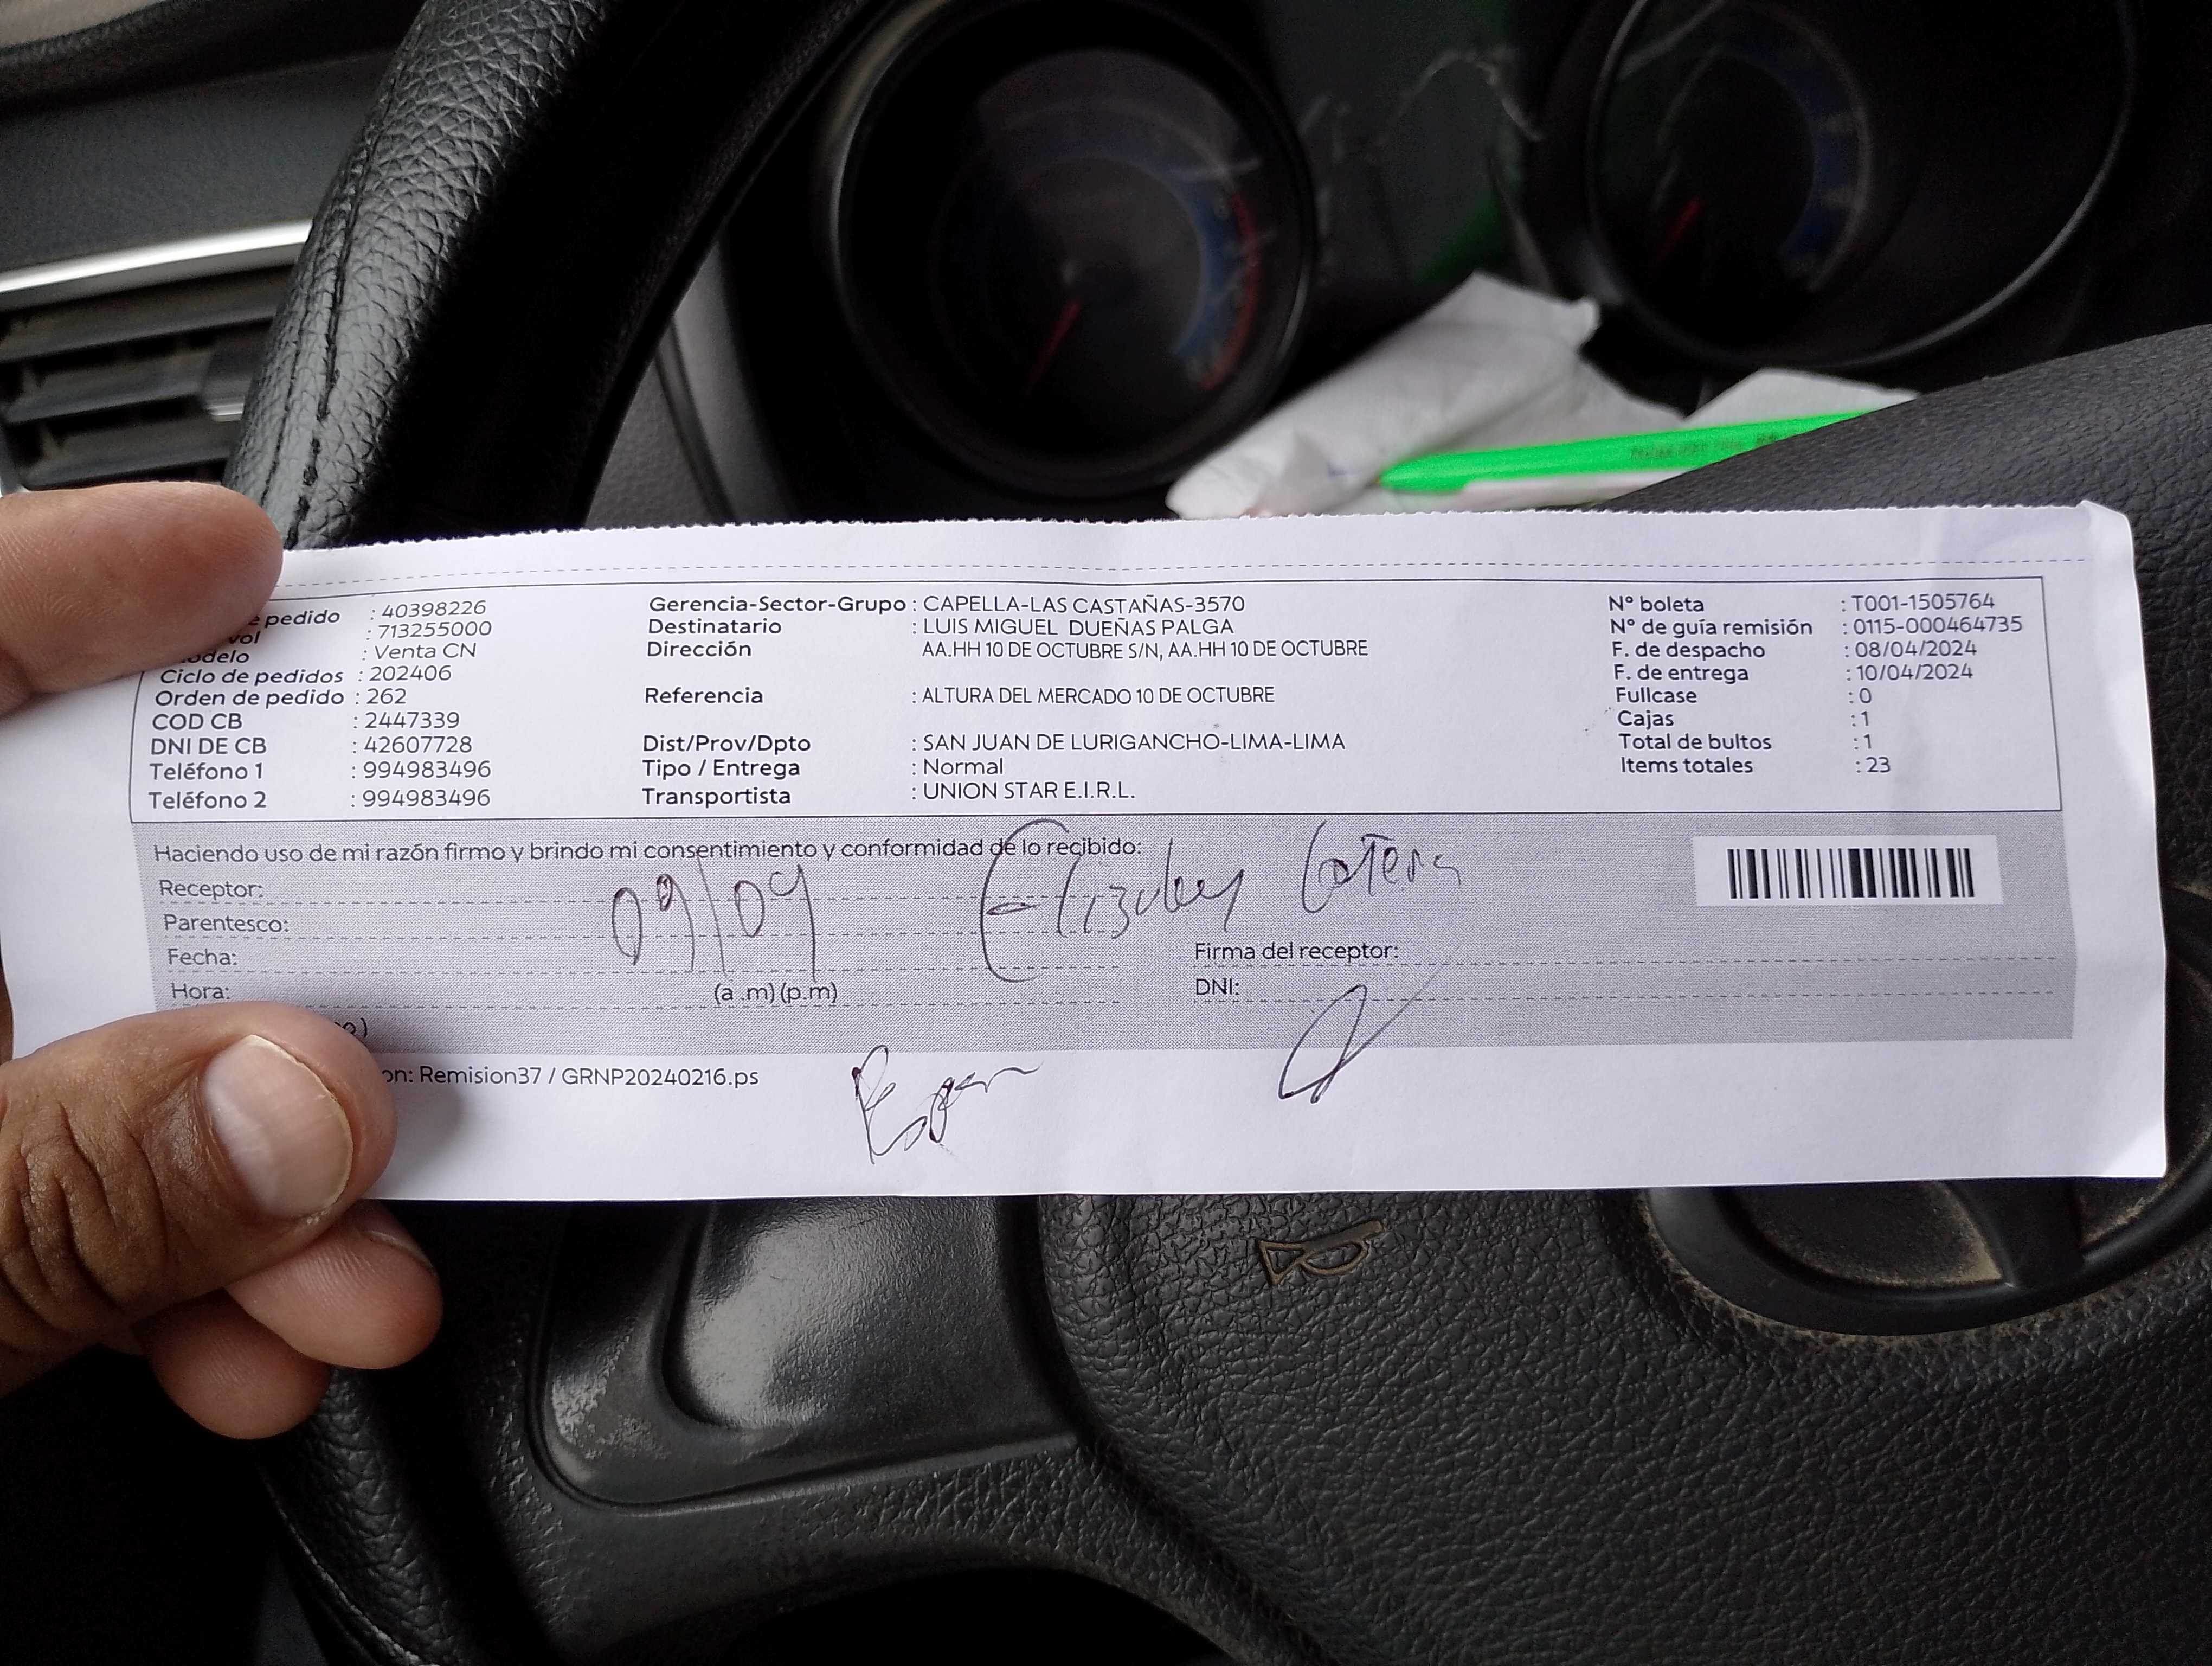 e pedido : 40398226
vol : 713255000
odelo : Venta CN
Ciclo de pedidos : 202406
Orden de pedido : 262
COD CB : 2447339
DNI DE CB : 42607728
Teléfono 1 : 994983496
Teléfono 2 : 994983496
Gerencia-Sector-Grupo : CAPELLA-LAS CASTAÑAS-3570
Destinatario : LUIS MIGUEL DUEÑAS PALGA
Dirección AA.HH 10 DE OCTUBRE S/N, AA.HH 10 DE OCTUBRE
Referencia : ALTURA DEL MERCADO 10 DE OCTUBRE
Dist/Prov/Dpto : SAN JUAN DE LURIGANCHO-LIMA-LIMA
Tipo / Entrega : Normal
Transportista : UNION STAR E.I.R.L.
Nº boleta : T001-1505764
Nº de guía remisión : 0115-000464735
F. de despacho : 08/04/2024
F. de entrega : 10/04/2024
Fullcase : 0
Cajas : 1
Total de bultos : 1
Items totales : 23
Haciendo uso de mi razón firmo y brindo mi consentimiento y conformidad de lo recibido:
Receptor:
Parentesco:
09/04
Fecha:
Hora: (a .m) (p.m)
Firma del receptor:
DNI:
on: Remision37 / GRNP20240216.ps